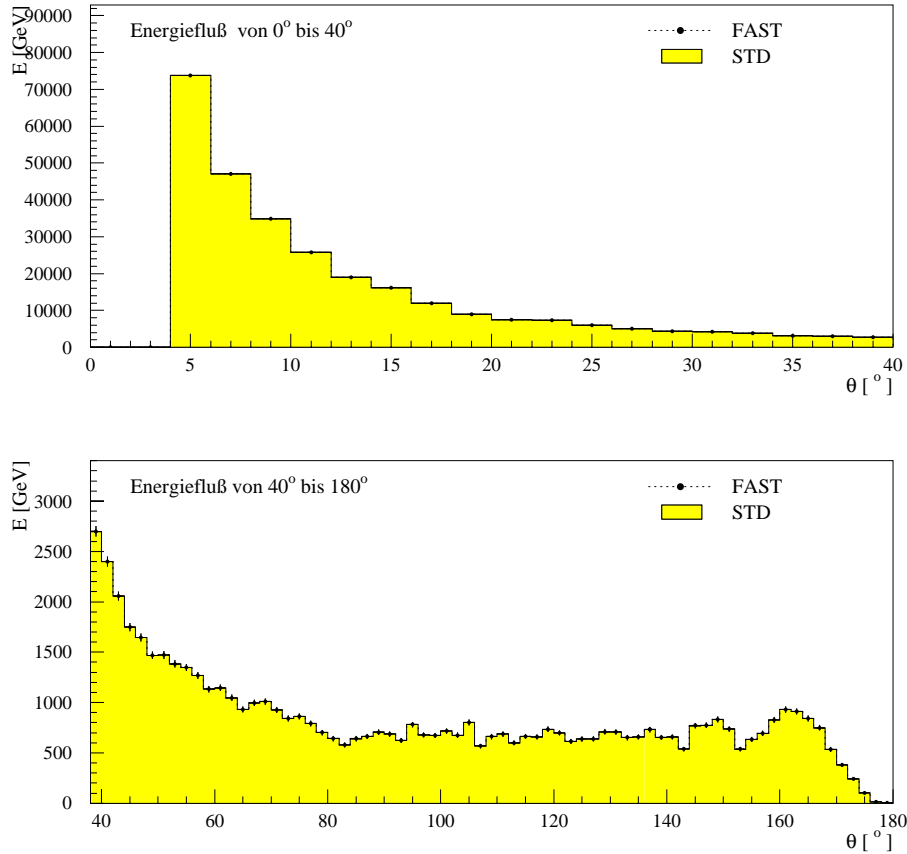 E [GeV]
90000
80000
70000
60000
50000
40000
30000
20000
10000
0
Energiefluß von 0° bis 40°
FAST
STD
0 5 10 15 20 25 30 35 40
θ [ ° ]
E [GeV]
3000
2500
2000
1500
1000
500
0
Energiefluß von 40° bis 180°
FAST
STD
40 60 80 100 120 140 160 180
θ [ ° ]